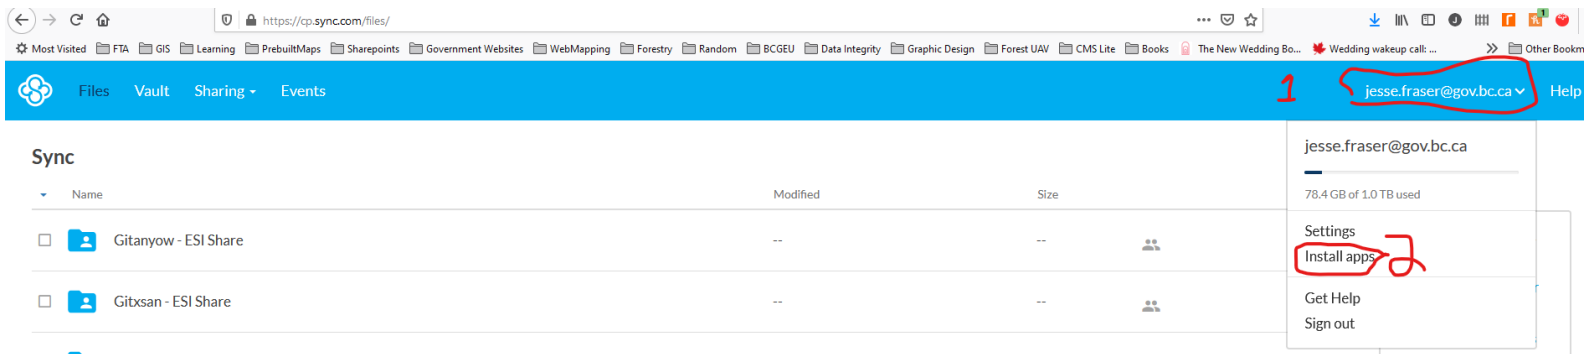 https://cp.sync.com/files/
Most Visited FTA GIS Learning PrebuiltMaps Sharepoints Government Websites WebMapping Forestry Random BCGEU Data Integrity Graphic Design Forest UAV CMS Lite Books The New Wedding Bo... Wedding wakeup call: ... Other Bookm
Files Vault Sharing Events 1 jesse.fraser@gov.bc.ca Help
jesse.fraser@gov.bc.ca
Sync
Name Modified Size 78.4 GB of 1.0 TB used
Settings
Gitanyow - ESI Share -- --
Install apps 2
Gitxsan - ESI Share -- --
Get Help
Sign out